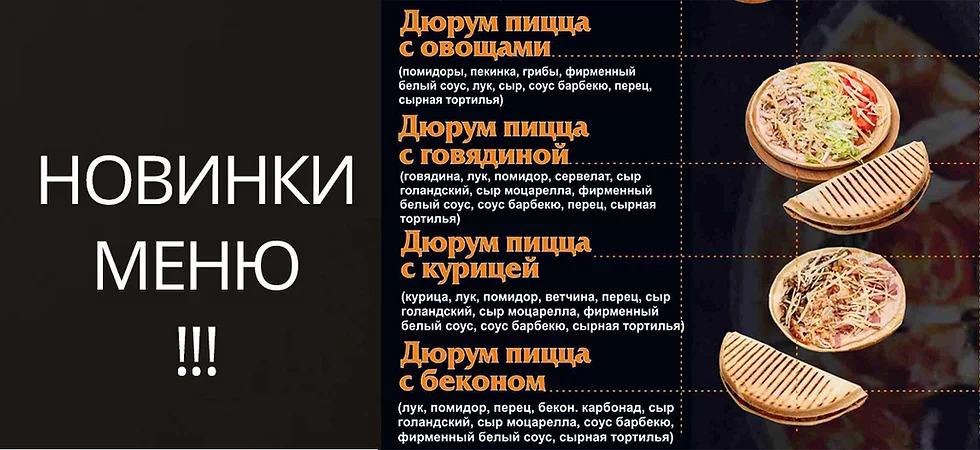 НОВИНКИ
МЕНЮ
!!!
Дюрум пицца
с овощами
(помидоры, пекинка, грибы, фирменный
белый соус, лук, сыр, соус барбекю, перец,
сырная тортилья)
Дюрум пицца
с говядиной
(говядина, лук, помидор, сервелат, сыр
голандский, сыр моцарелла, фирменный
белый соус, соус барбекю, перец, сырная
тортилья)
Дюрум пицца
с курицей
(курица, лук, помидор, ветчина, перец, сыр
голандский, сыр моцарелла, фирменный
белый соус, соус барбекю, сырная тортилья)
Дюрум пицца
с беконом
(лук, помидор, перец, бекон. карбонад, сыр
голандский, сыр моцарелла, соус барбекю,
фирменный белый соус, сырная тортилья)